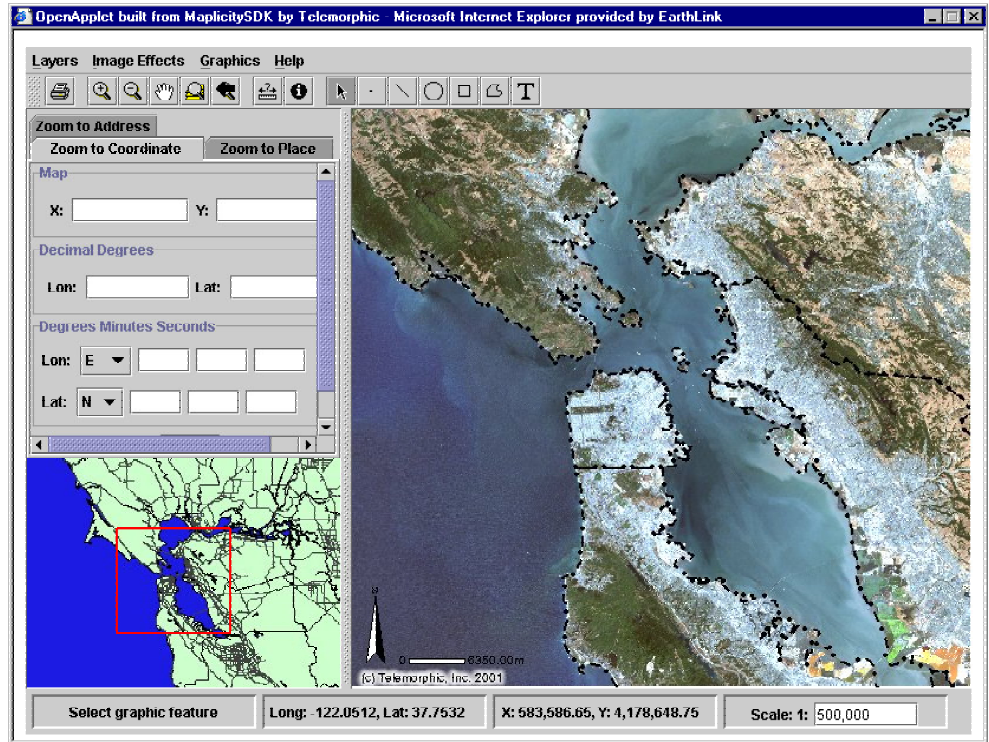 OpenApplet built from MaplicitySDK by Telemorphic - Microsoft Internet Explorer provided by EarthLink
Layers Image Effects Graphics Help
T
Zoom to Address
Zoom to Coordinate Zoom to Place
Map
X: Y:
Decimal Degrees
Lon: Lat:
Degrees Minutes Seconds
Lon: E
Lat: N
N
0 6350.00m
(c) Telemorphic, Inc. 2001
Select graphic feature Long: -122.0512, Lat: 37.7532 X: 583,586.65, Y: 4,178,648.75 Scale: 1: 500,000